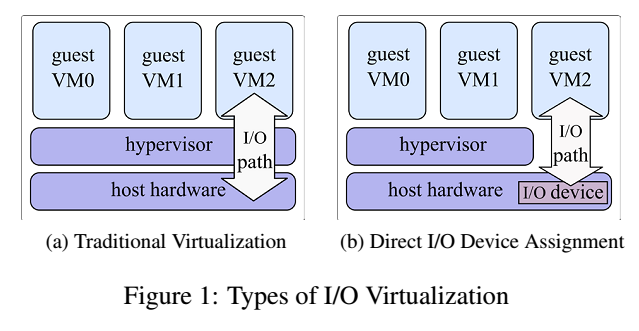 guest
VM0
guest
VM1
guest
VM2
I/O
path
hypervisor
host hardware
(a) Traditional Virtualization
guest
VM0
guest
VM1
guest
VM2
I/O
path
hypervisor
host hardware
I/O device
(b) Direct I/O Device Assignment
Figure 1: Types of I/O Virtualization